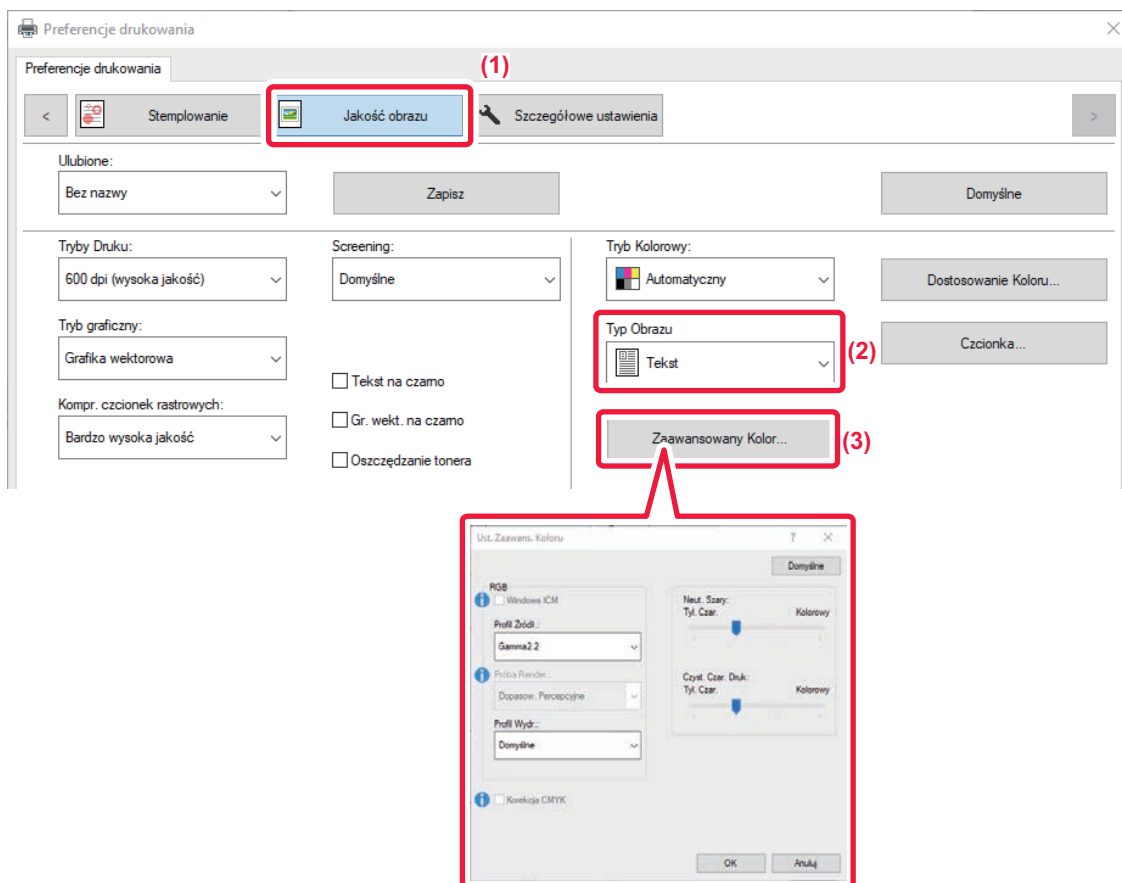 Preferencje drukowania
Preferencje drukowania
(1)
<
Stemplowanie
Jakość obrazu
Szczegółowe ustawienia
>
Ulubione:
Bez nazwy
Zapisz
Domyślne
Tryby Druku:
600 dpi (wysoka jakość)
Screening:
Domyślne
Tryb Kolorowy:
Automatyczny
Dostosowanie Koloru...
Tryb graficzny:
Grafika wektorowa
Typ Obrazu
Tekst
(2)
Czcionka...
Tekst na czarno
Kompr. czcionek rastrowych:
Bardzo wysoka jakość
Gr. wekt. na czarno
Oszczędzanie tonera
Zaawansowany Kolor...
(3)
Ust. Zaawans. Koloru
?
Domyślne
RGB
Windows ICM
Profil Źródł.:
Gamma2.2
Próba Render.:
Dopasow. Percepcyjne
Profil Wydr.:
Domyślne
Korekcja CMYK
Neut. Szary:
Tyl. Czar. Kolorowy
Czyst. Czar. Druk:
Tyl. Czar. Kolorowy
OK
Anuluj